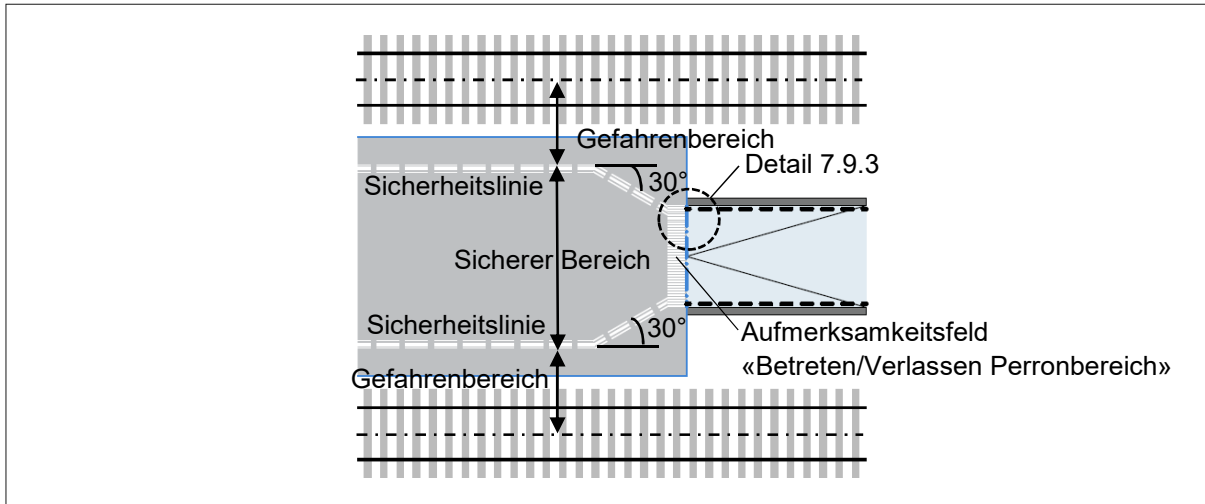 Gefahrenbereich
Detail 7.9.3
30°
Sicherheitslinie
Sicherer Bereich
Sicherheitslinie
30°
Aufmerksamkeitsfeld
«Betreten/Verlassen Perronbereich»
Gefahrenbereich